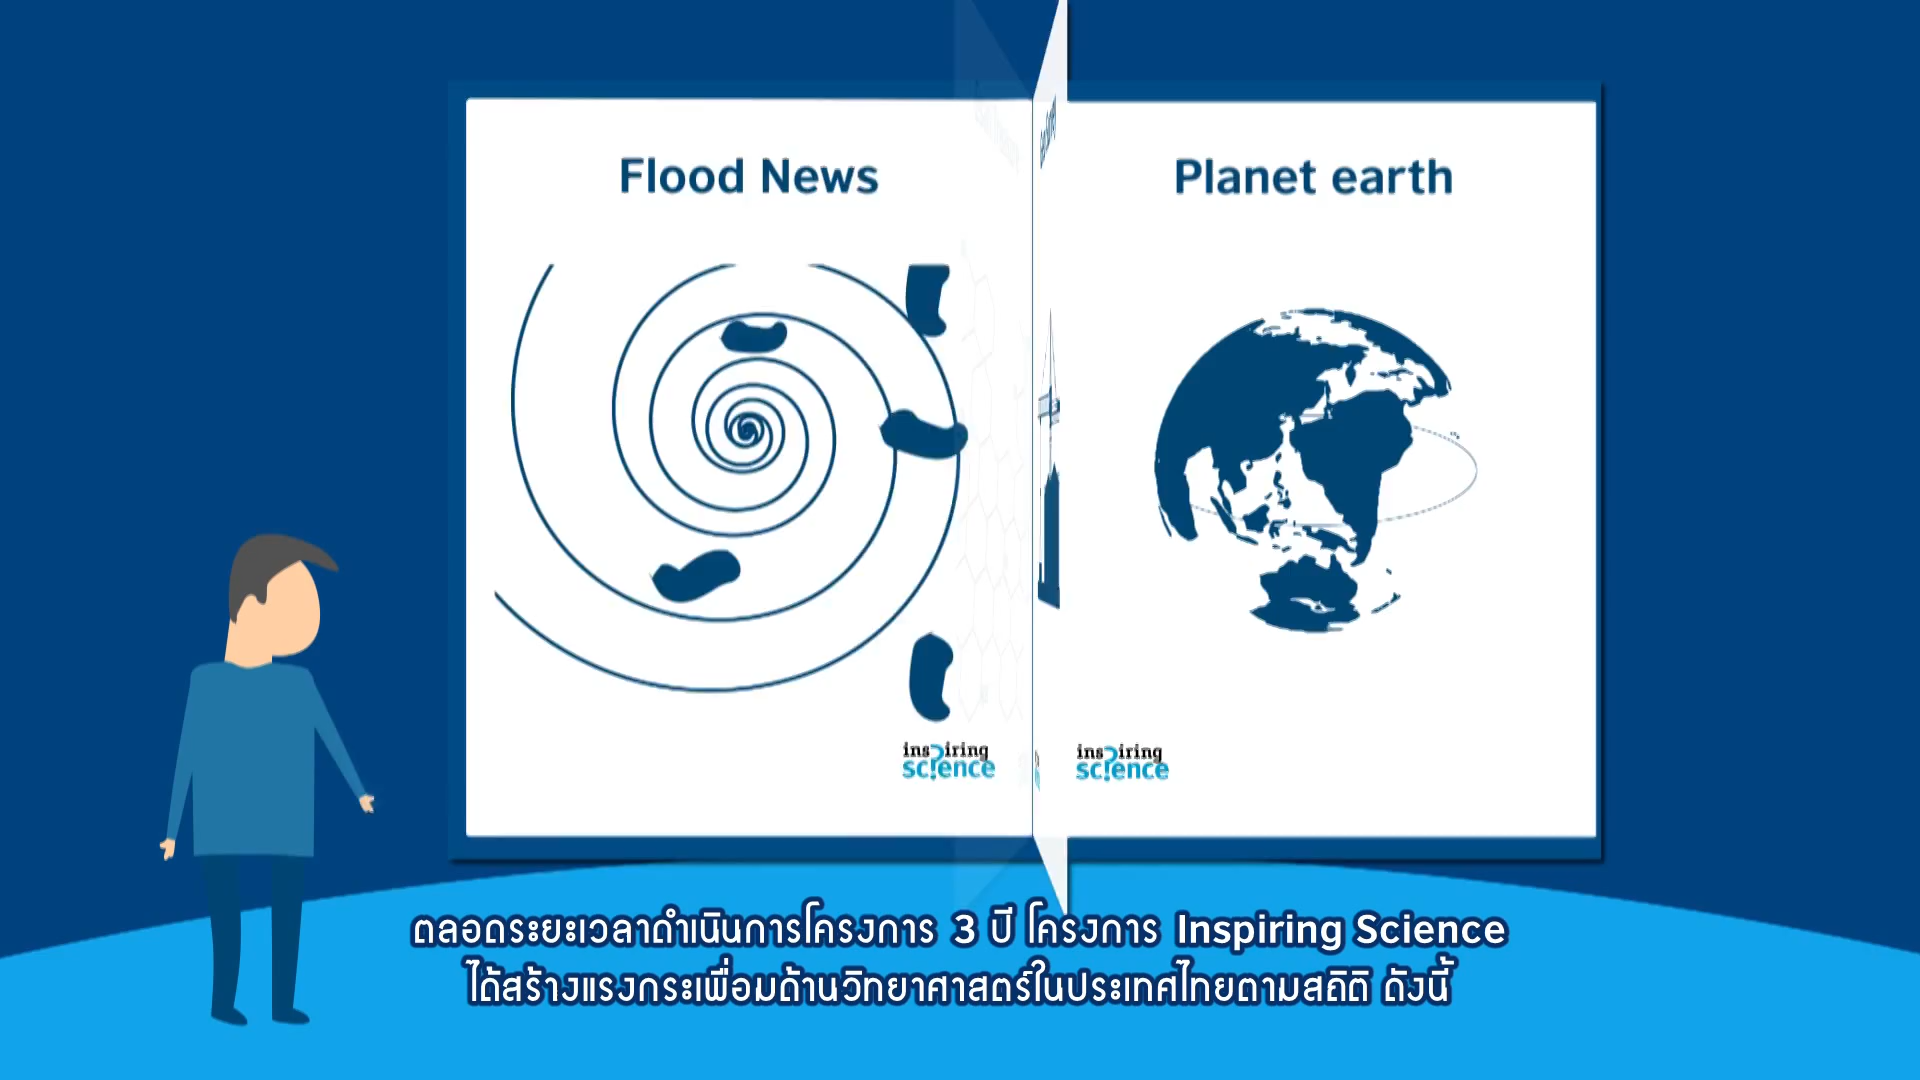 Flood News
Planet earth
inspiring
science
inspiring
science
ตลอดระยะเวลาดำเนินการโครงการ 3 ปี โครงการ Inspiring Science
ได้สร้างแรงกระเพื่อมด้านวิทยาศาสตร์ในประเทศไทยตามสถิติ ดังนี้